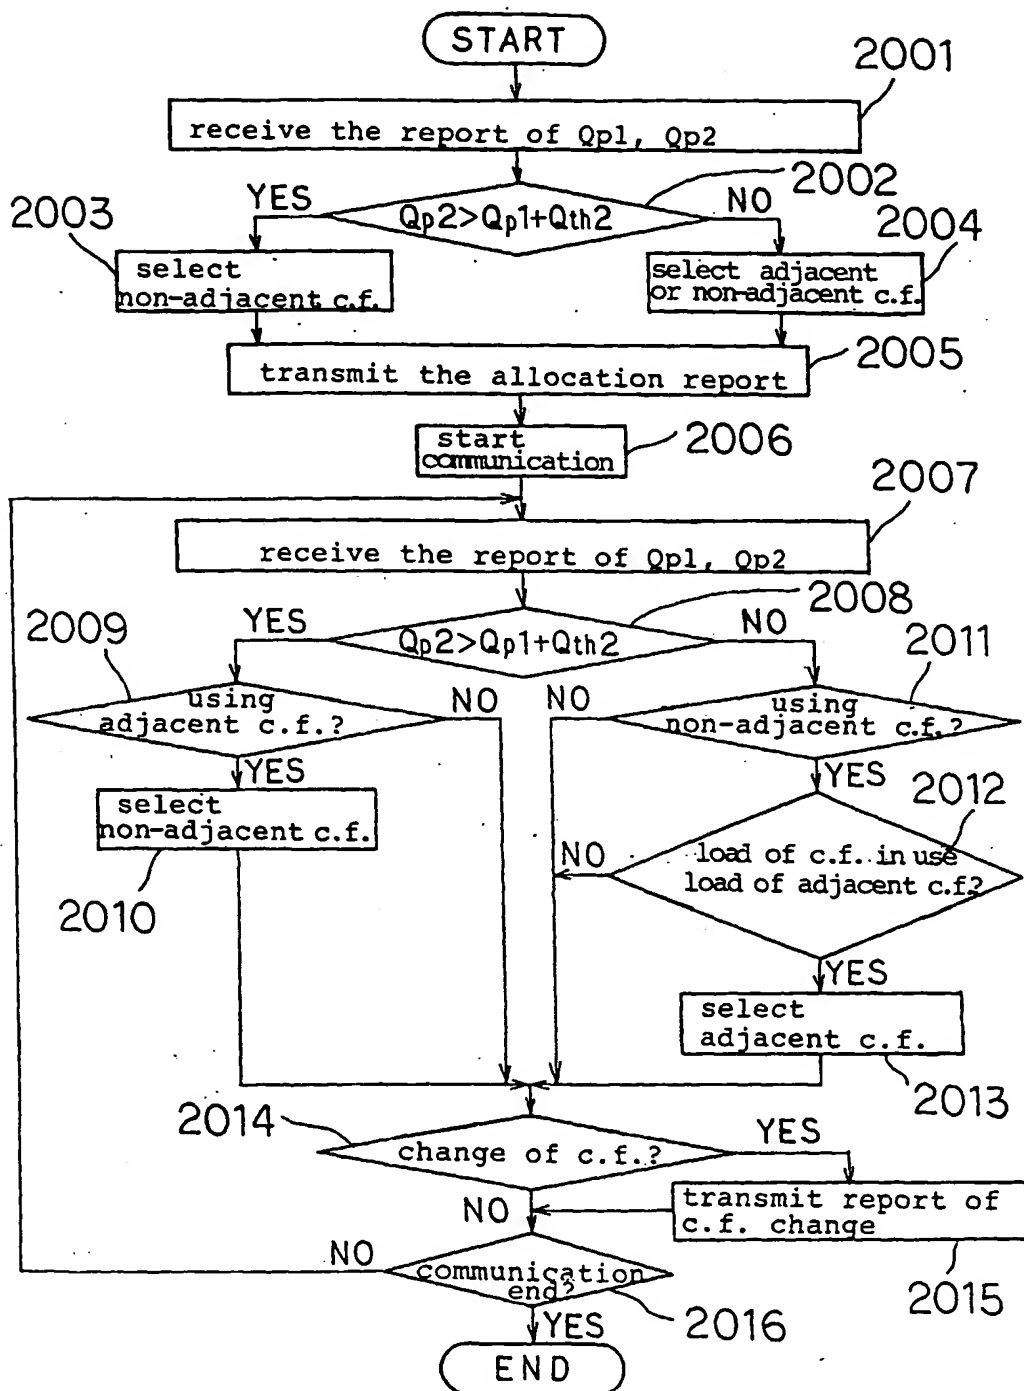 START
2001
receive the report of Qp1, Qp2
2002
YES
NO
2003
Qp2>Qp1+Qth2
2004
select
non-adjacent c.f.
select adjacent
or non-adjacent c.f.
2005
transmit the allocation report
2006
start
communication
2007
receive the report of Qp1, Qp2
2008
YES
NO
2009
Qp2>Qp1+Qth2
2011
using
adjacent c.f.?
NO
NO
using
non-adjacent c.f.?
YES
YES
2012
select
non-adjacent c.f.
NO
load of c.f. in use
load of adjacent c.f.?
2010
YES
select
adjacent c.f.
2013
2014
YES
change of c.f.?
NO
transmit report of
c.f. change
NO
communication
end?
2015
2016
YES
END